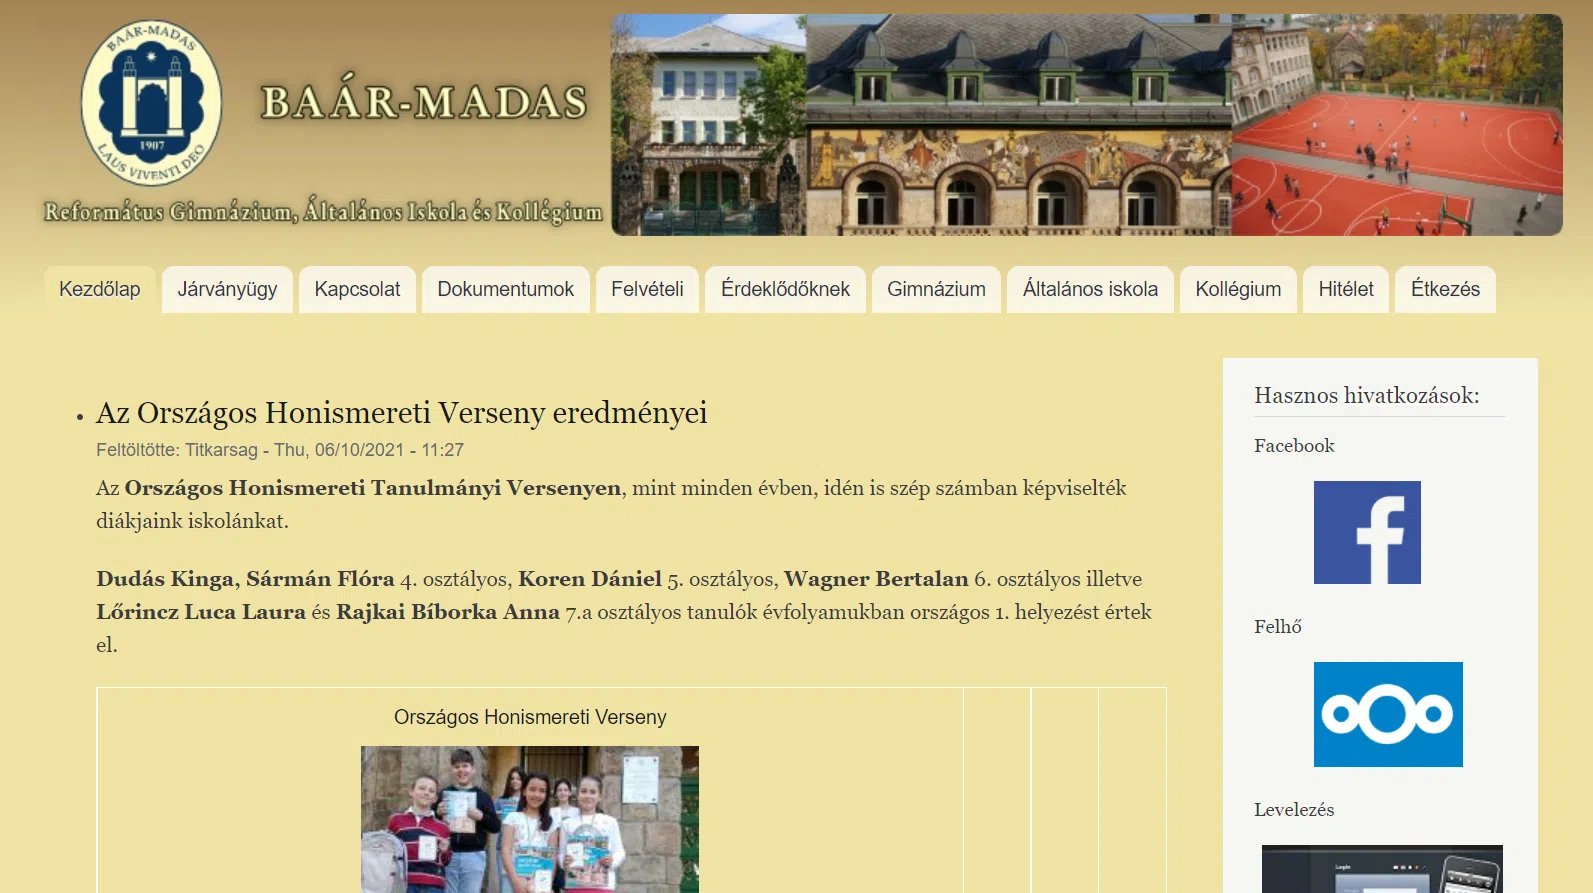 BAÁR-MADAS
1907
LAUS VIVENTI DEO
BAÁR-MADAS
Református Gimnázium, Általános Iskola és Kollégium
Kezdőlap Járványügy Kapcsolat Dokumentumok Felvételi Érdeklődőknek Gimnázium Általános iskola Kollégium Hitélet Étkezés
Az Országos Honismereti Verseny eredményei
Feltöltötte: Titkarsag - Thu, 06/10/2021 - 11:27
Az Országos Honismereti Tanulmányi Versenyen, mint minden évben, idén is szép számban képviselték
diákjaink iskolánkat.
Dudás Kinga, Sármán Flóra 4. osztályos, Koren Dániel 5. osztályos, Wagner Bertalan 6. osztályos illetve
Lőrincz Luca Laura és Rajkai Bíborka Anna 7.a osztályos tanulók évfolyamukban országos 1. helyezést értek
el.
Országos Honismereti Verseny
Hasznos hivatkozások:
Facebook
Felhő
Levelezés